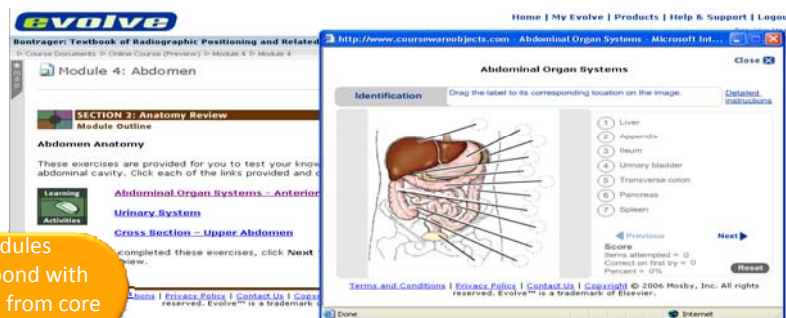 evolve
Home | My Evolve | Products | Help & Support | Logou
Bontrager: Textbook of Radiographic Positioning and Related
Course Documents > Online Course (Preview) > Module 4 > Module 4
Module 4: Abdomen
SECTION 2: Anatomy Review
Module Outline
Abdomen Anatomy
These exercises are provided for you to test your know
abdominal cavity. Click each of the links provided and c
Learning
Activities
Abdominal Organ Systems - Anterior
Urinary System
Cross Section - Upper Abdomen
completed these exercises, click Next
view.
dules
pond with
from core
tions | Privacy Policy | Contact Us | Copy
reserved. Evolve™ is a trademark
http://www.coursewareobjects.com - Abdominal Organ Systems - Microsoft Int...
Close
Abdominal Organ Systems
Identification
Drag the label to its corresponding location on the image.
Detailed
instructions
1 Liver
2 Appendix
3 Ileum
4 Urinary bladder
5 Transverse colon
6 Pancreas
7 Spleen
Previous
Next
Score
Items attempted = 0
Correct on first try = 0
Percent = 0%
Reset
Terms and Conditions | Privacy Policy | Contact Us | Copyright © 2006 Mosby, Inc. All rights
reserved. Evolve™ is a trademark of Elsevier.
Done
Internet